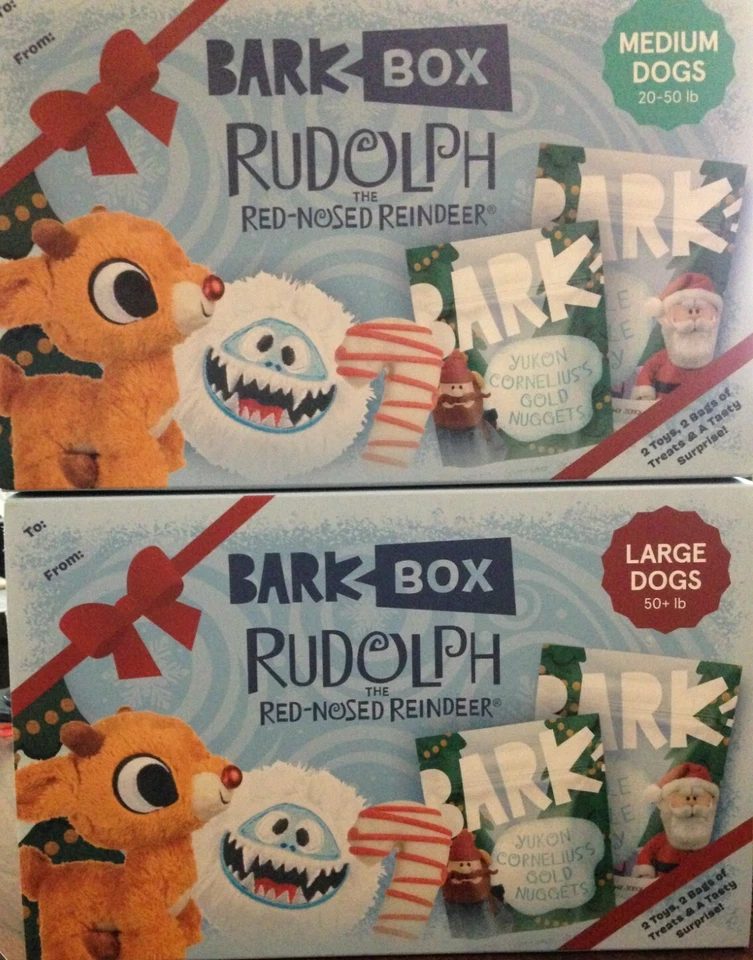 To:
From:
BARK BOX
MEDIUM
DOGS
20-50 lb
RUDOLPH
THE
RED-NOSED REINDEER®
BARK
BARK
YUKON
CORNELIUS'S
GOLD
NUGGETS
2 Toys, 2 Bags of
Treats & A Tasty
Surprise!
To:
From:
BARK BOX
LARGE
DOGS
50+ lb
RUDOLPH
THE
RED-NOSED REINDEER®
BARK
BARK
YUKON
CORNELIUS'S
GOLD
NUGGETS
2 Toys, 2 Bags of
Treats & A Tasty
Surprise!